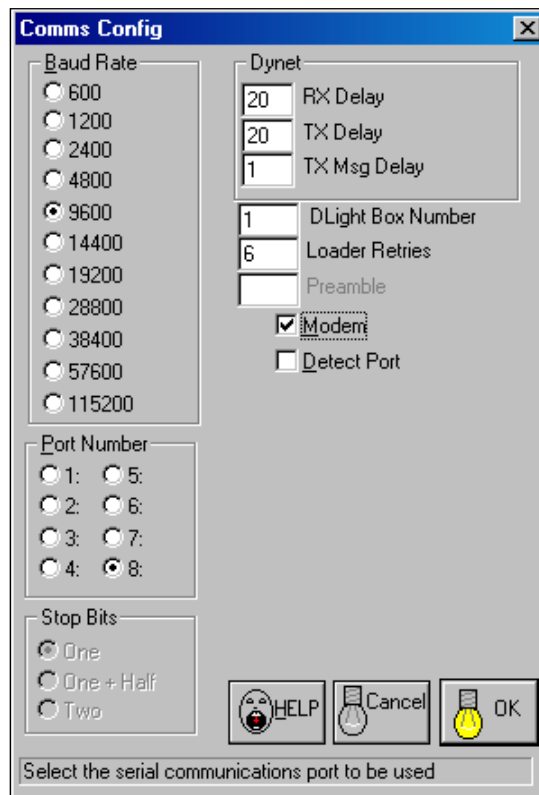 Comms Config
Baud Rate
600
1200
2400
4800
9600
14400
19200
28800
38400
57600
115200
Dynet
20 RX Delay
20 TX Delay
1 TX Msg Delay
1 DLight Box Number
6 Loader Retries
Preamble
Modem
Detect Port
Port Number
1: 5:
2: 6:
3: 7:
4: 8:
Stop Bits
One
One + Half
Two
HELP Cancel OK
Select the serial communications port to be used